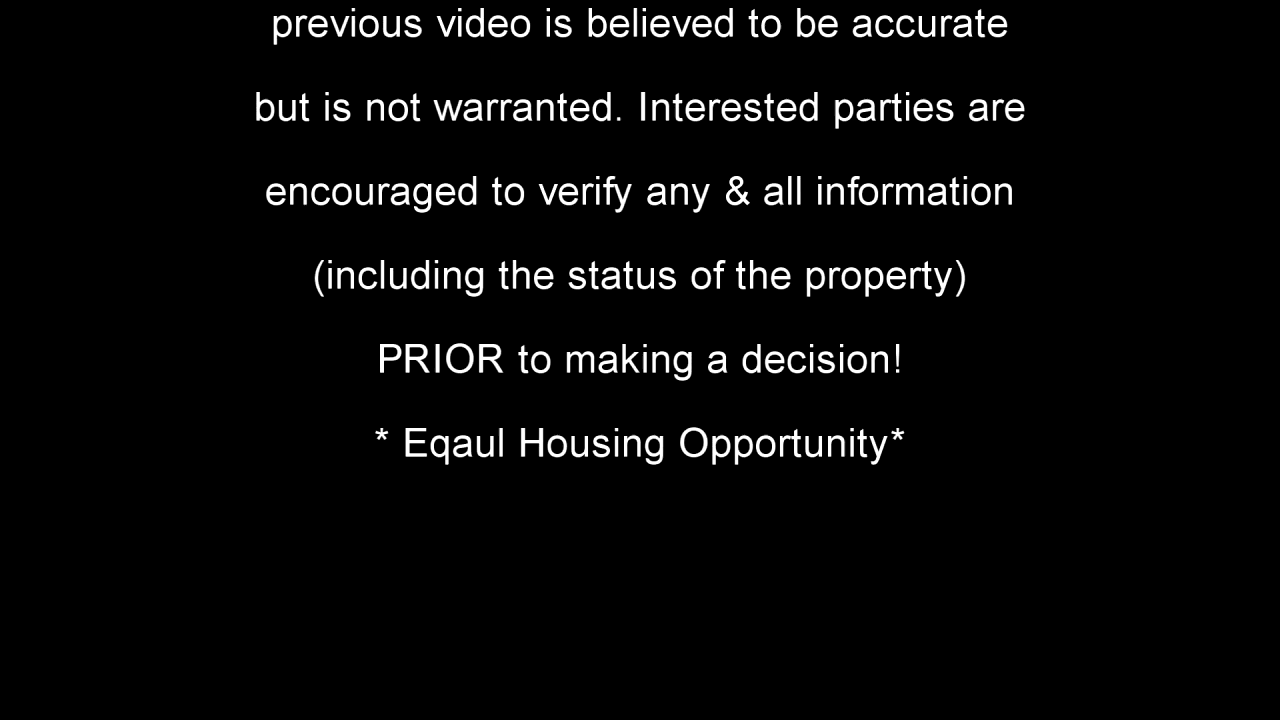 previous video is believed to be accurate
but is not warranted. Interested parties are
encouraged to verify any & all information
(including the status of the property)
PRIOR to making a decision!
* Eqaul Housing Opportunity*